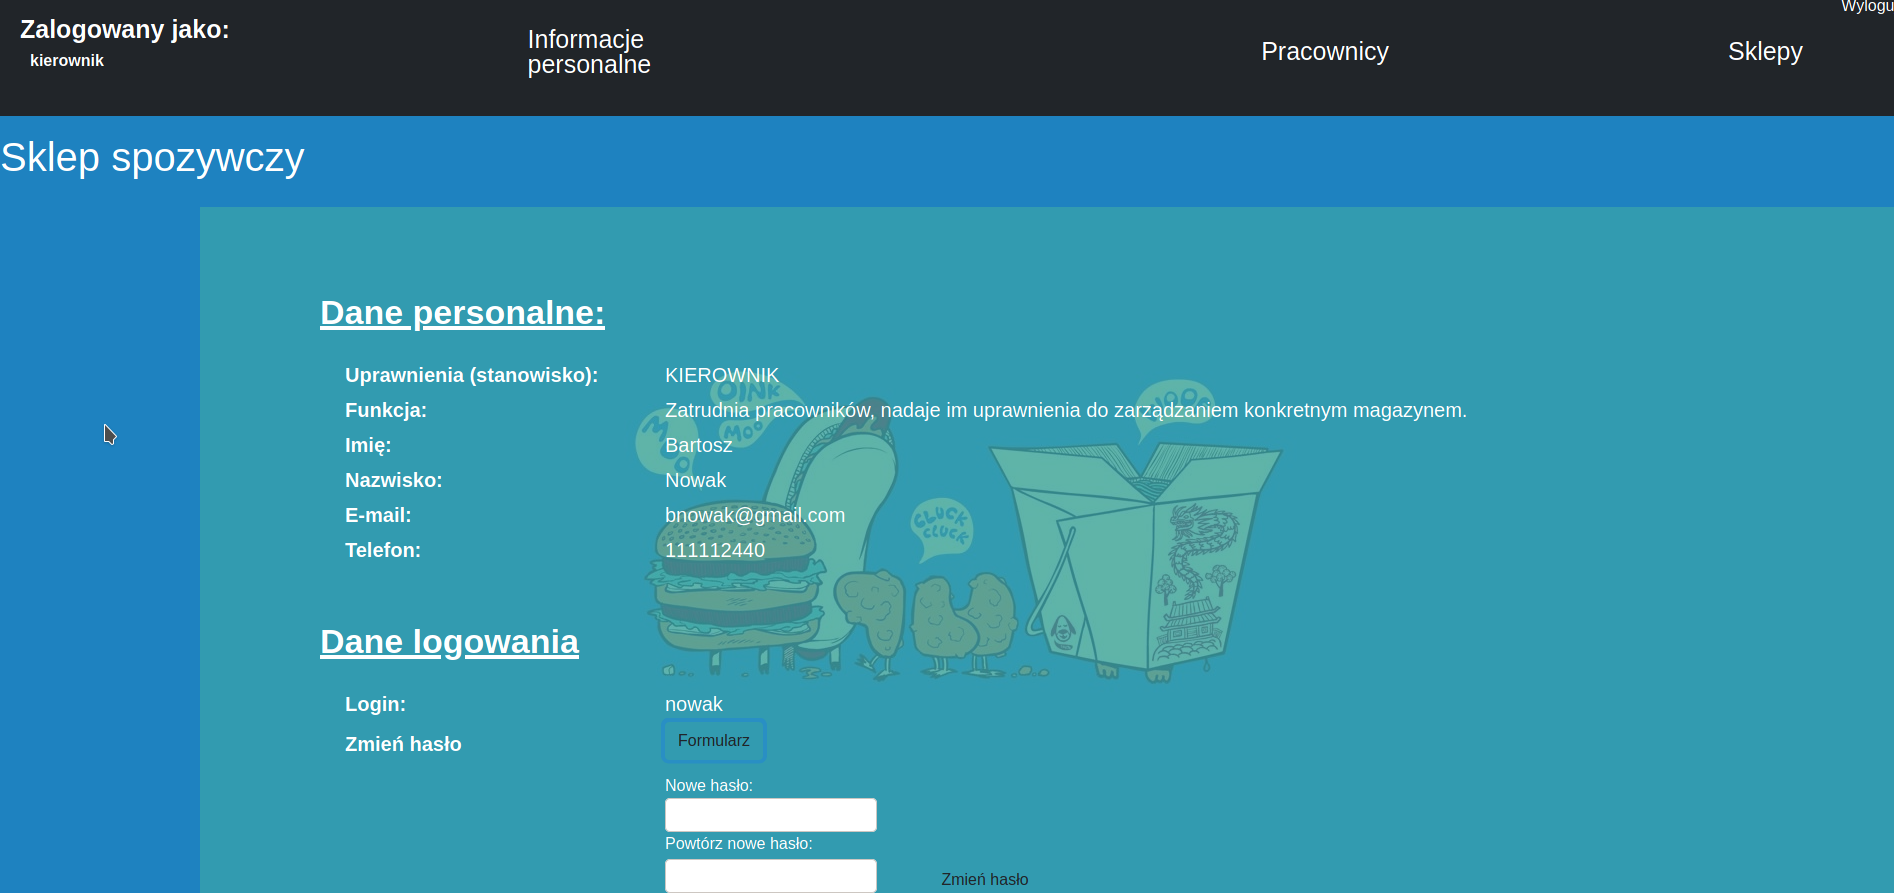 Wylogu
Zalogowany jako:
kierownik
Informacje
personalne
Pracownicy
Sklepy
Sklep spozywczy
Dane personalne:
Uprawnienia (stanowisko): KIEROWNIK
Funkcja: Zatrudnia pracowników, nadaje im uprawnienia do zarządzaniem konkretnym magazynem.
Imię: Bartosz
Nazwisko: Nowak
E-mail: bnowak@gmail.com
Telefon: 111112440
OINK
MOO
MOO
CLUCK
CLUCK
Dane logowania
Login: nowak
Zmień hasło Formularz
Nowe hasło:
Powtórz nowe hasło:
Zmień hasło